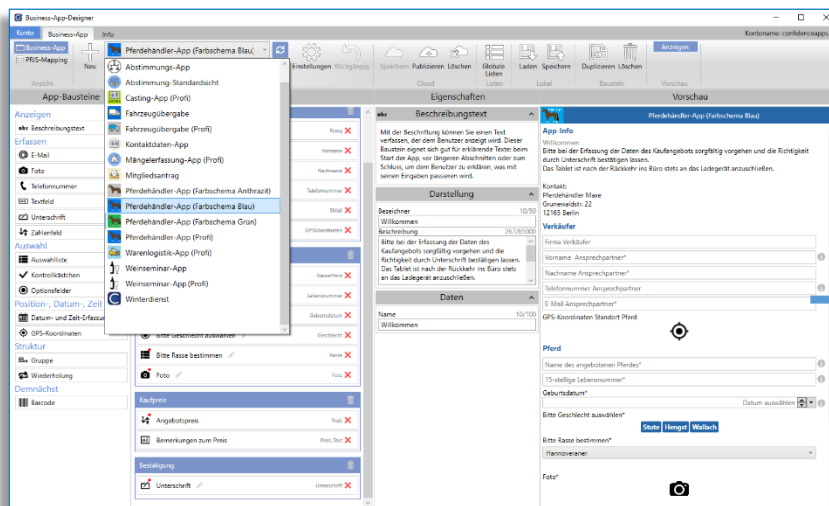 Business-App-Designer
Konto
Business-App
Info
Kontoname: confidenceapps
Business-App
PRIS-Mapping
Ansicht
Neu
Pferdehändler-App (Farbschema Blau)
Einstellungen
Rückgängig
Speichern
Publizieren
Löschen
Cloud
Globale
Listen
Listen
Laden
Speichern
Lokal
Duplizieren
Löschen
Baustein
Anzeigen
Vorschau
App-Bausteine
Anzeigen
abc Beschreibungstext
Erfassen
E-Mail
Foto
Telefonnummer
Textfeld
Unterschrift
Zahlenfeld
Auswahl
Auswahlliste
Kontrollkästchen
Optionsfelder
Position-, Datum-, Zeit
Datum- und Zeit-Erfassu
GPS-Koordinaten
Struktur
Gruppe
Wiederholung
Demnächst
Barcode
Abstimmungs-App
Abstimmung-Standardsicht
Casting-App (Profi)
Fahrzeugübergabe
Fahrzeugübergabe (Profi)
Kontaktdaten-App
Mängelerfassung-App (Profi)
Mitgliedsantrag
Pferdehändler-App (Farbschema Anthrazit)
Pferdehändler-App (Farbschema Blau)
Pferdehändler-App (Farbschema Grün)
Pferdehändler-App (Profi)
Warenlogistik-App (Profi)
Weinseminar-App
Weinseminar-App (Profi)
Winterdienst
Firma
Vorname
Nachname
Telefonnummer
EMail
GPSKoordinaten
NamePferd
Lebensnummer
Geburtsdatum
Bitte Geschlecht auswählen
Geschlecht
Bitte Rasse bestimmen
Rasse
Foto
Foto
Kaufpreis
Angebotspreis
Preis
Bemerkungen zum Preis
Preis_Text
Bestätigung
Unterschrift
Unterschrift
Eigenschaften
abc Beschreibungstext
Mit der Beschriftung können Sie einen Text
verfassen, der dem Benutzer anzeigt wird. Dieser
Baustein eignet sich gut für erklärende Texte: beim
Start der App, vor längeren Abschnitten oder zum
Schluss, um dem Benutzer zu erklären, was mit
seinen Eingaben passieren wird.
Darstellung
Bezeichner
10/50
Willkommen
Beschreibung
267/65000
Bitte bei der Erfassung der Daten des
Kaufangebots sorgfältig vorgehen und die
Richtigkeit durch Unterschrift bestätigen lassen.
Das Tablet ist nach der Rückkehr ins Büro stets
an das Ladegerät anzuschließen.
Daten
Name
10/100
Willkommen
Vorschau
Pferdehändler-App (Farbschema Blau)
App-Info
Willkommen
Bitte bei der Erfassung der Daten des Kaufangebots sorgfältig vorgehen und die Richtigkeit
durch Unterschrift bestätigen lassen.
Das Tablet ist nach der Rückkehr ins Büro stets an das Ladegerät anzuschließen.
Kontakt:
Pferdehändler Maxe
Grunewaldstr. 22
12165 Berlin
Verkäufer
Firma Verkäufer
Vorname Ansprechpartner*
Nachname Ansprechpartner*
Telefonnummer Ansprechpartner
E-Mail Ansprechpartner*
GPS-Koordinaten Standort Pferd
Pferd
Name des angebotenen Pferdes*
15-stellige Lebensnummer*
Geburtsdatum*
Datum auswählen
Bitte Geschlecht auswählen*
Stute Hengst Wallach
Bitte Rasse bestimmen*
Hannoveraner
Foto*